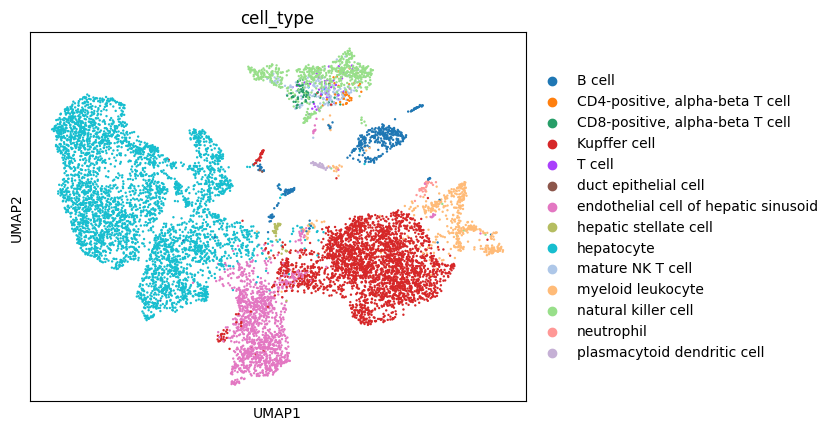 cell_type
B cell
CD4-positive, alpha-beta T cell
CD8-positive, alpha-beta T cell
Kupffer cell
T cell
duct epithelial cell
endothelial cell of hepatic sinusoid
hepatic stellate cell
hepatocyte
mature NK T cell
myeloid leukocyte
natural killer cell
neutrophil
plasmacytoid dendritic cell
UMAP2
UMAP1